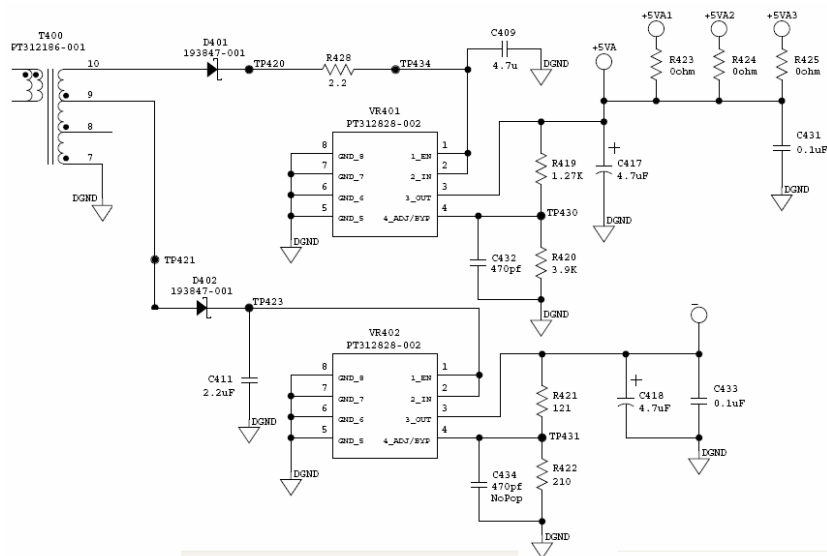 T400
PT312186-001
10
9
8
7
DGND
D401
193847-001
TP420
R428
2.2
TP434
C409
4.7u
DGND
+5VA
+5VA1
+5VA2
+5VA3
R423
0ohm
R424
0ohm
R425
0ohm
VR401
PT312828-002
8 GND_8 1_EN 1
7 GND_7 2_IN 2
6 GND_6 3_OUT 3
5 GND_5 4_ADJ/BYP 4
DGND
R419
1.27K
+
C417
4.7uF
C431
0.1uF
DGND
TP430
C432
470pf
R420
3.9K
DGND
DGND
TP421
D402
193847-001
TP423
C411
2.2uF
DGND
VR402
PT312828-002
8 GND_8 1_EN 1
7 GND_7 2_IN 2
6 GND_6 3_OUT 3
5 GND_5 4_ADJ/BYP 4
DGND
-
R421
121
+
C418
4.7uF
C433
0.1uF
TP431
C434
470pf
NoPop
R422
210
DGND
DGND